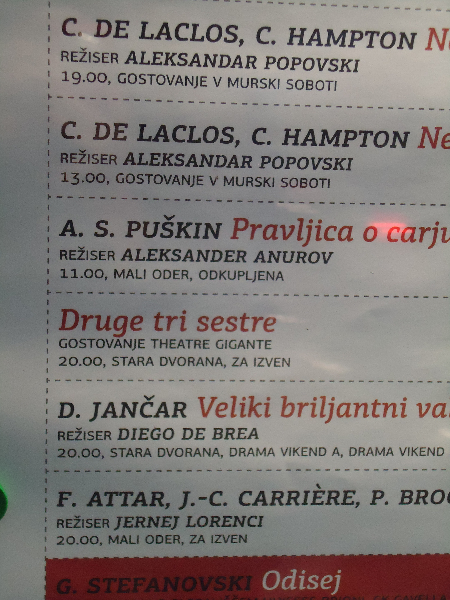 C. DE LACLOS, C. HAMPTON
REŽISER ALEKSANDAR POPOVSKI
19.00, GOSTOVANJE V MURSKI SOBOTI
C. DE LACLOS, C. HAMPTON
REŽISER ALEKSANDAR POPOVSKI
13.00, GOSTOVANJE V MURSKI SOBOTI
A. S. PUŠKIN Pravljica o
REŽISER ALEKSANDER ANUROV
11.00, MALI ODER, ODKUPLJENA
Druge tri sestre
GOSTOVANJE THEATRE GIGANTE
20.00, STARA DVORANA, ZA IZVEN
D. JANČAR Veliki briljantni
REŽISER DIEGO DE BREA
20.00, STARA DVORANA, DRAMA VIKEND A, DRAMA VIKEND
F. ATTAR, J.-C. CARRIÈRE, P.
REŽISER JERNEJ LORENCI
20.00, MALI ODER, ZA IZVEN
G. STEFANOVSKI Odisej